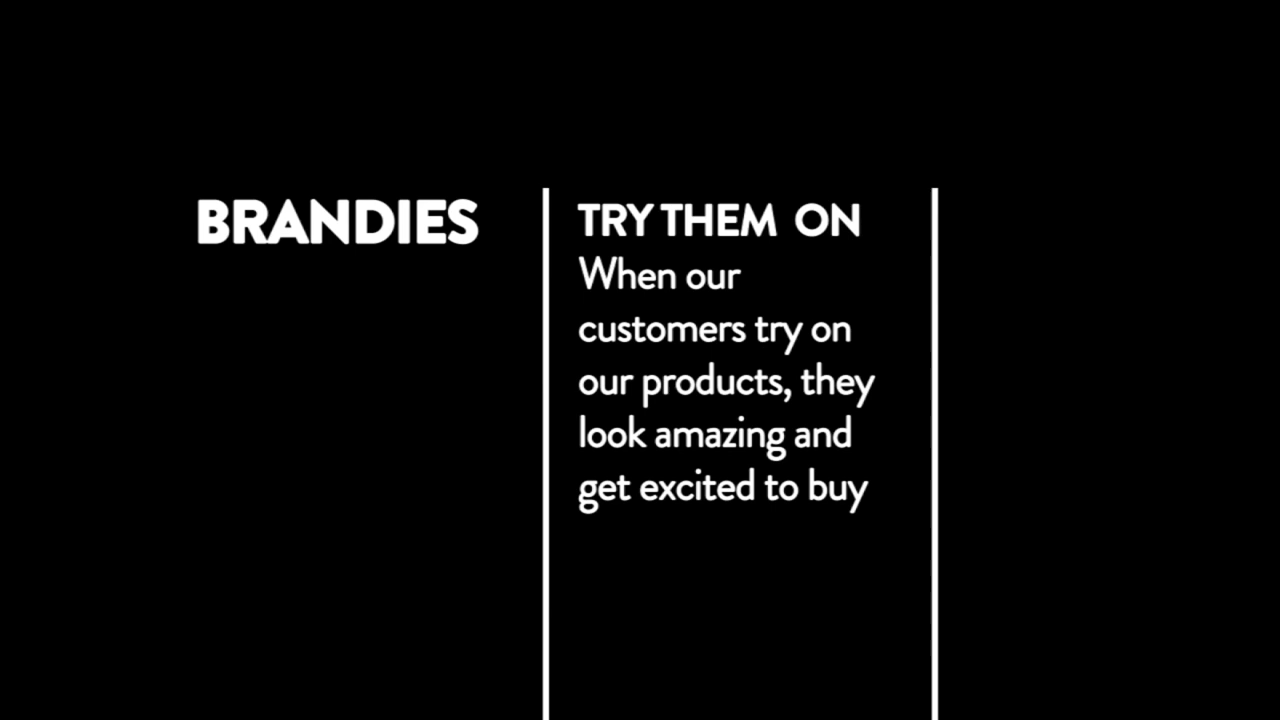 BRANDIES
TRY THEM ON
When our
customers try on
our products, they
look amazing and
get excited to buy